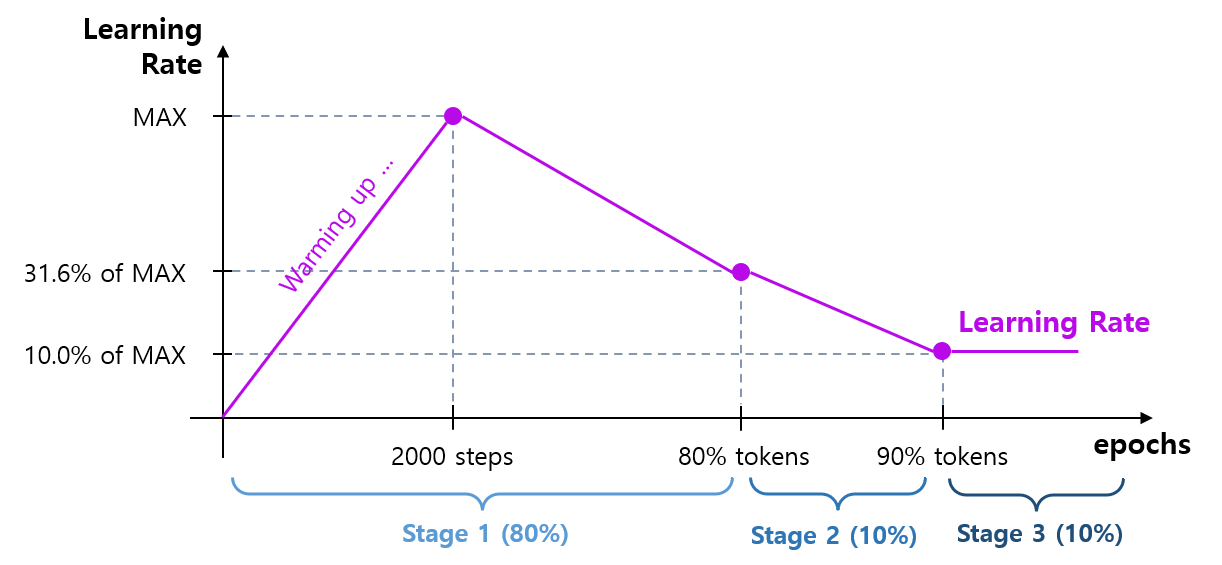 Learning
Rate
MAX
Warming up ...
31.6% of MAX
Learning Rate
10.0% of MAX
epochs
2000 steps
80% tokens
90% tokens
Stage 1 (80%)
Stage 2 (10%)
Stage 3 (10%)